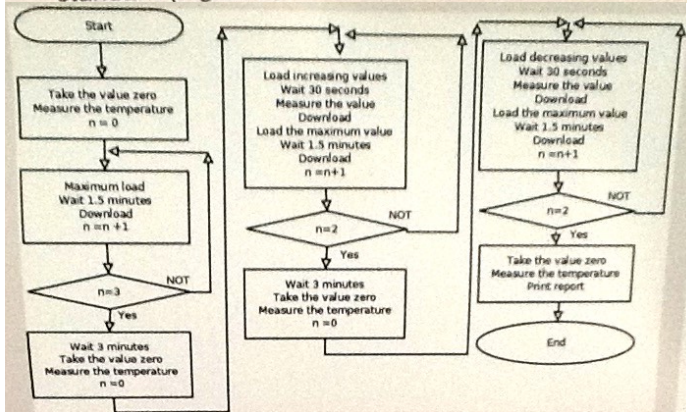 Start
Take the value zero
Measure the temperature
n = 0
Maximum load
Wait 1.5 minutes
Download
n =n +1
n=3
NOT
Yes
Wait 3 minutes
Take the value zero
Measure the temperature
n =0
Load increasing values
Wait 30 seconds
Measure the value
Download
Load the maximum value
Wait 1.5 minutes
Download
n =n+1
n=2
NOT
Yes
Wait 3 minutes
Take the value zero
Measure the temperature
n =0
Load decreasing values
Wait 30 seconds
Measure the value
Download
Load the maximum value
Wait 1.5 minutes
Download
n =n+1
n=2
NOT
Yes
Take the value zero
Measure the temperature
Print report
End